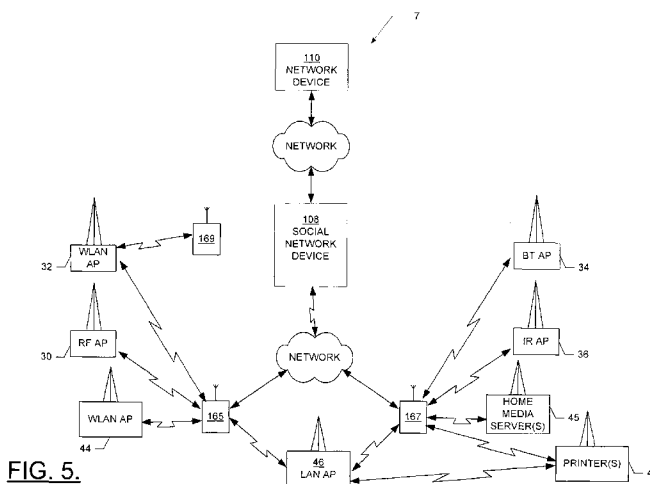 7
110
NETWORK
DEVICE
NETWORK
108
SOCIAL
NETWORK
DEVICE
169
32
WLAN
AP
BT AP
34
NETWORK
30
RF AP
IR AP
36
WLAN AP
44
165
167
HOME
MEDIA
SERVER(S)
45
46
LAN AP
PRINTER(S)
FIG. 5.